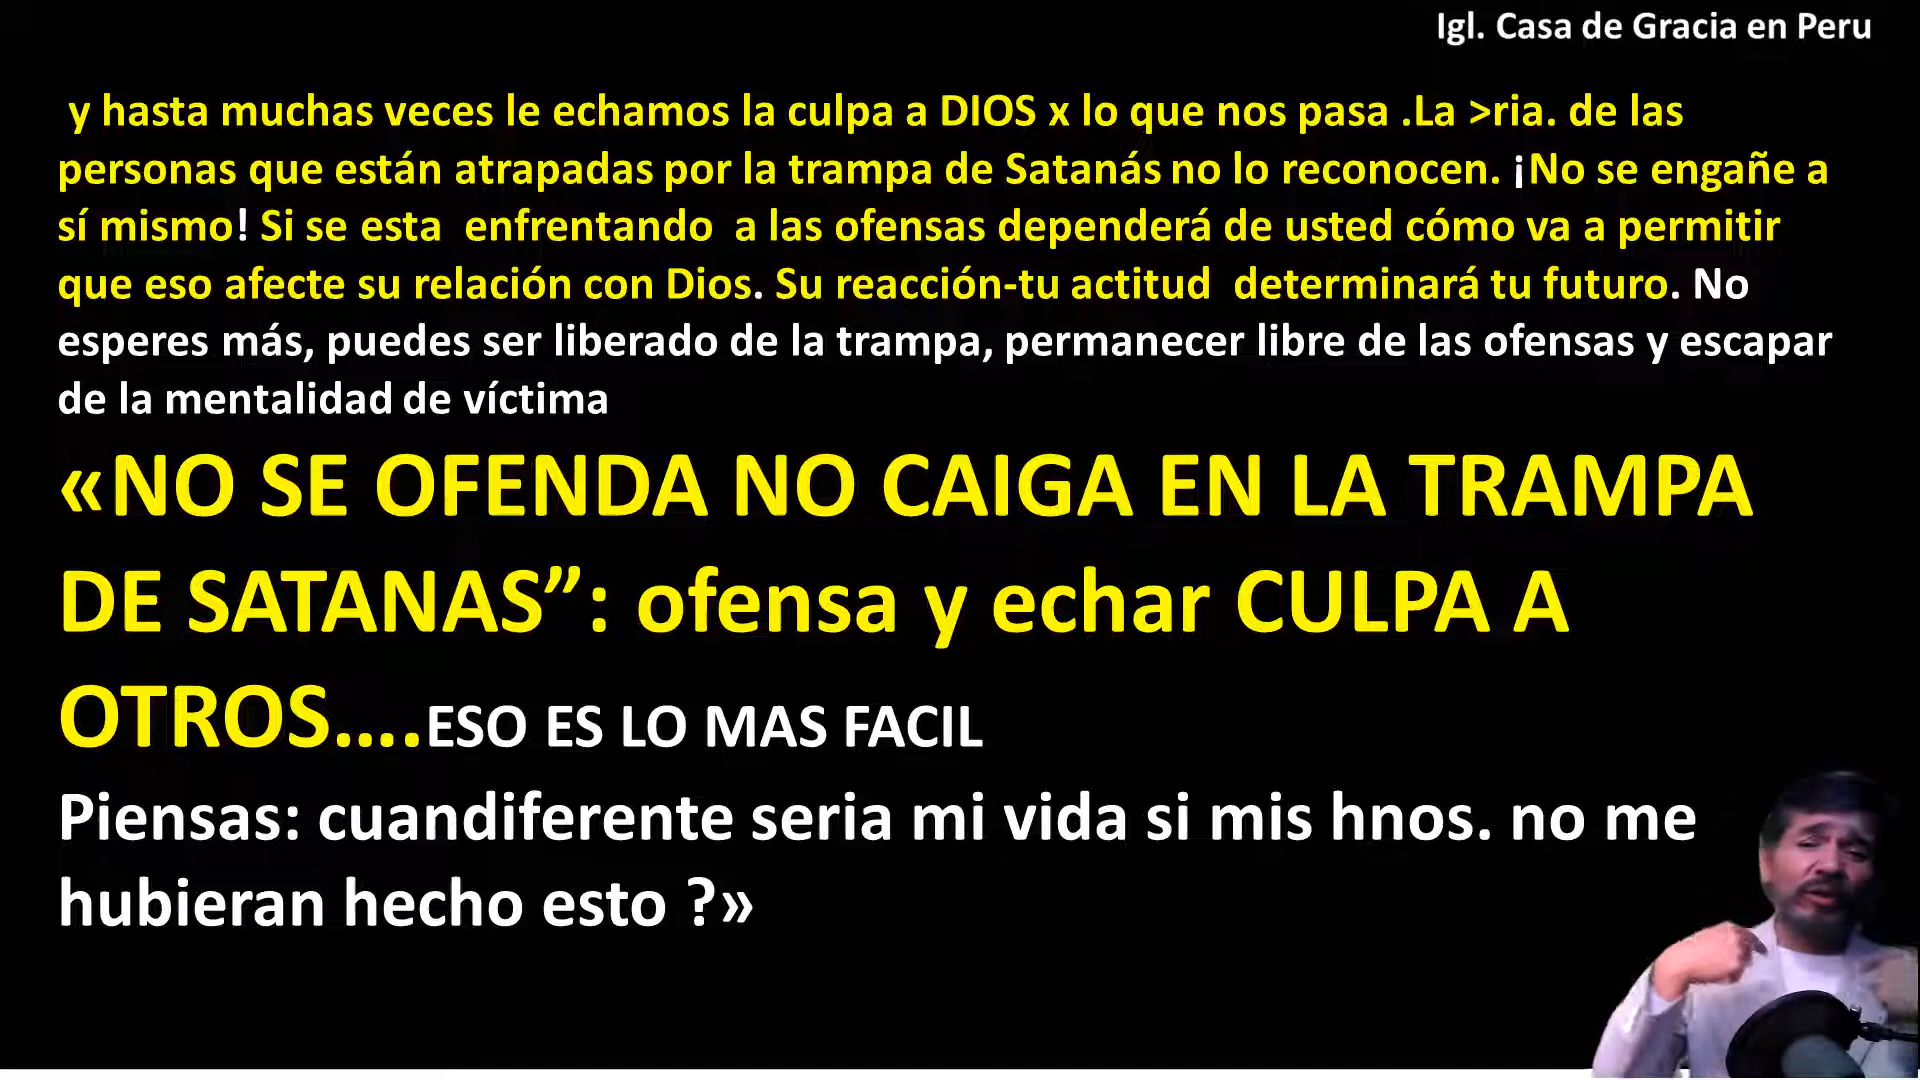 Igl. Casa de Gracia en Peru
y hasta muchas veces le echamos la culpa a DIOS x lo que nos pasa .La >ria. de las
personas que están atrapadas por la trampa de Satanás no lo reconocen. ¡No se engañe a
sí mismo! Si se esta enfrentando a las ofensas dependerá de usted cómo va a permitir
que eso afecte su relación con Dios. Su reacción-tu actitud determinará tu futuro. No
esperes más, puedes ser liberado de la trampa, permanecer libre de las ofensas y escapar
de la mentalidad de víctima
«NO SE OFENDA NO CAIGA EN LA TRAMPA
DE SATANAS”: ofensa y echar CULPA A
OTROS....ESO ES LO MAS FACIL
Piensas: cuandiferente seria mi vida si mis hnos. no me
hubieran hecho esto ?»